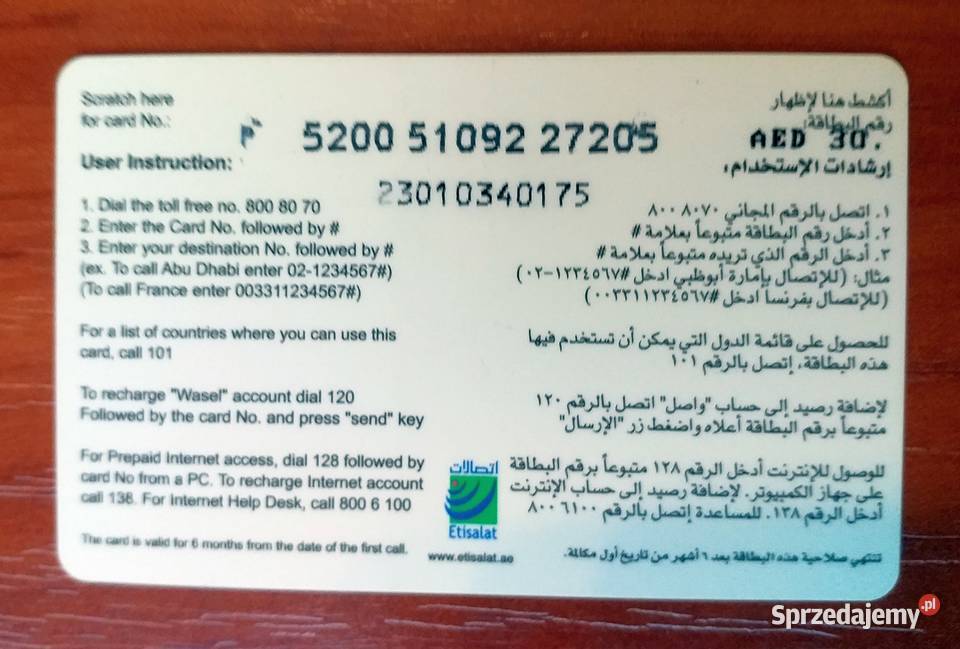 Scratch here
for card No.:
5200 51092 27205
23010340175
AED 30.
أكشط هنا لإظهار
رقم البطاقة:
User Instruction:
1. Dial the toll free no. 800 80 70
2. Enter the Card No. followed by #
3. Enter your destination No. followed by #
(ex. To call Abu Dhabi enter 02-1234567#)
(To call France enter 003311234567#)
For a list of countries where you can use this
card, call 101
To recharge "Wasel" account dial 120
Followed by the card No. and press "send" key
For Prepaid Internet access, dial 128 followed by
card No from a PC. To recharge Internet account
call 138. For Internet Help Desk, call 800 6 100
The card is valid for 6 months from the date of the first call.
إرشادات الإستخدام:
١. اتصل بالرقم المجاني ٨٠٧٠ ٨٠٠
٢. أدخل رقم البطاقة متبوعاً بعلامة #
٣. أدخل الرقم الذي تريده متبوعاً بعلامة #
مثال: (للإتصال بإمارة أبوظبي ادخل #١٢٣٤٥٦٧-٠٢)
(للإتصال بفرنسا ادخل #٠٠٣٣١١٢٣٤٥٦٧)
للحصول على قائمة الدول التي يمكن أن تستخدم فيها
هذه البطاقة، إتصل بالرقم ١٠١
لإضافة رصيد إلى حساب "واصل" اتصل بالرقم ١٢٠
متبوعاً برقم البطاقة أعلاه واضغط زر "الإرسال"
للوصول للإنترنت أدخل الرقم ١٢٨ متبوعاً برقم البطاقة
على جهاز الكمبيوتر. لإضافة رصيد إلى حساب الإنترنت
أدخل الرقم ١٣٨. للمساعدة إتصل بالرقم ٦١٠٠ ٨٠٠
تنتهي صلاحية هذه البطاقة بعد ٦ أشهر من تاريخ أول مكالمة.
اتصالات
Etisalat
www.etisalat.ae
Sprzedajemy.pl